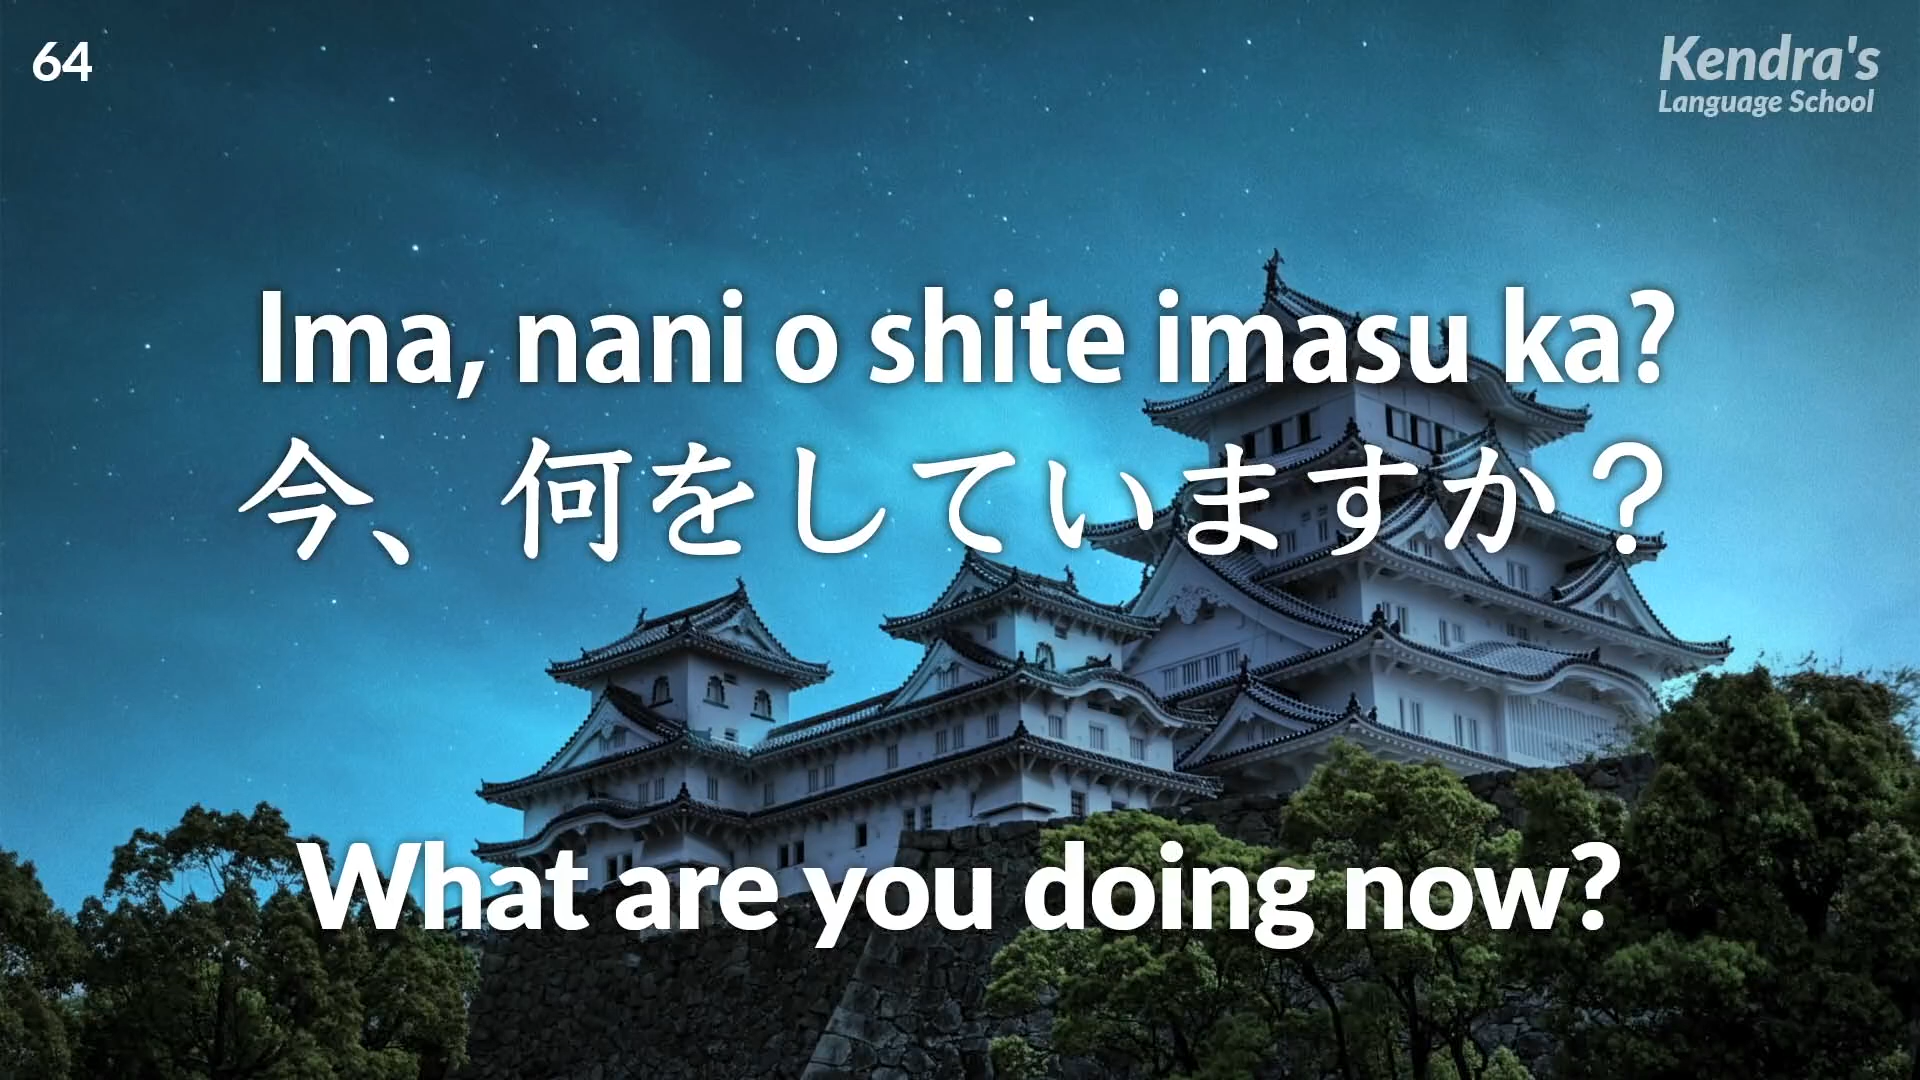 64
Kendra's
Language School
Ima, nani o shite imasu ka?
今、何をしていますか？
What are you doing now?